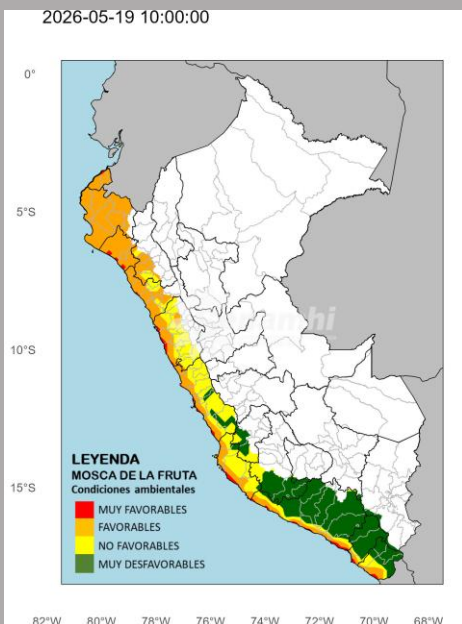 2026-05-19 10:00:00
0°
5°S
10°S
15°S
LEYENDA
MOSCA DE LA FRUTA
Condiciones ambientales
MUY FAVORABLES
FAVORABLES
NO FAVORABLES
MUY DESFAVORABLES
82°W 80°W 78°W 76°W 74°W 72°W 70°W 68°W